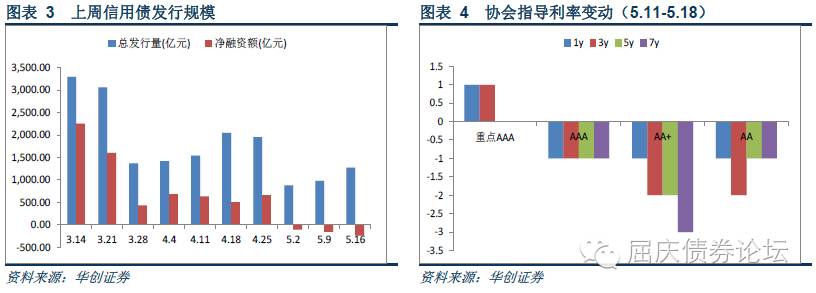 图表 3 上周信用债发行规模
总发行量(亿元) 净融资额(亿元)
3,500.00
3,000.00
2,500.00
2,000.00
1,500.00
1,000.00
500.00
0.00
-500.00
3.14 3.21 3.28 4.4 4.11 4.18 4.25 5.2 5.9 5.16
资料来源：华创证券
图表 4 协会指导利率变动（5.11-5.18）
1y 3y 5y 7y
1.5
1
0.5
0
-0.5
-1
-1.5
-2
-2.5
-3
-3.5
重点AAA AAA AA+ AA
资料来源：华创证券
屈庆债券论坛